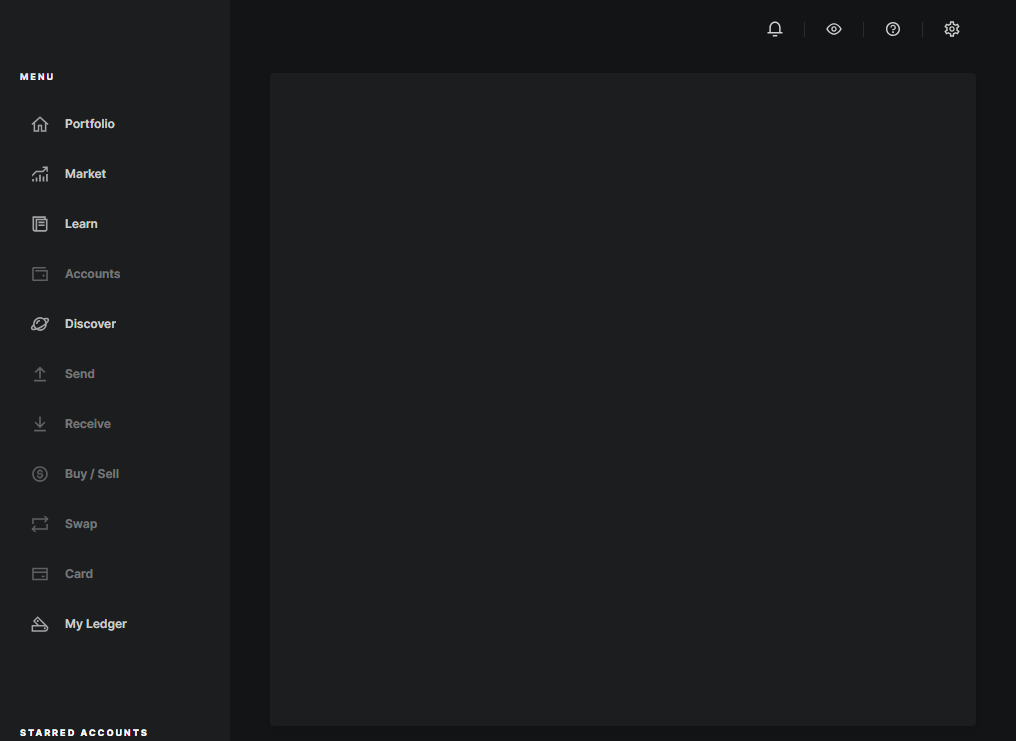 MENU
Portfolio
Market
Learn
Accounts
Discover
Send
Receive
Buy / Sell
Swap
Card
My Ledger
STARRED ACCOUNTS